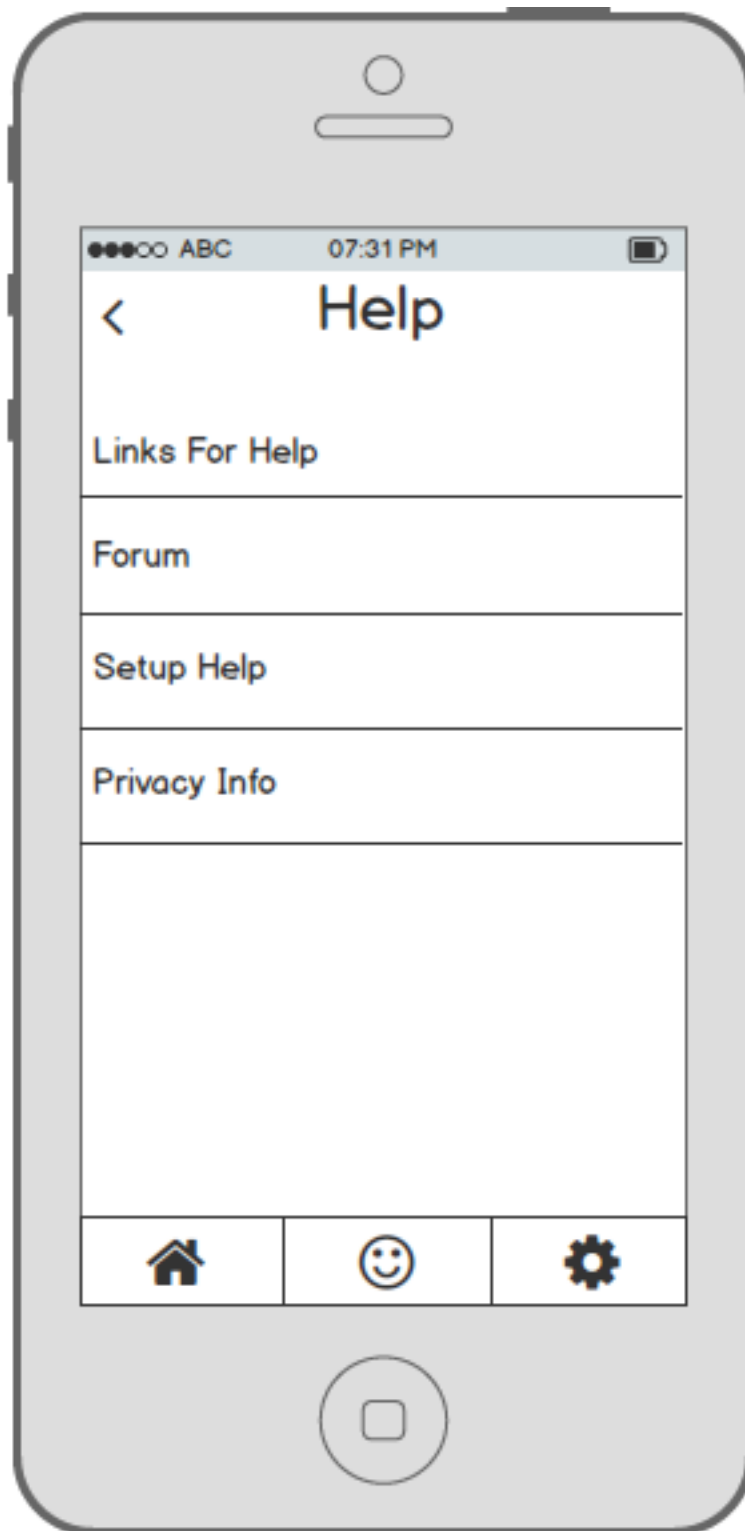 ABC 07:31 PM
Help
Links For Help
Forum
Setup Help
Privacy Info